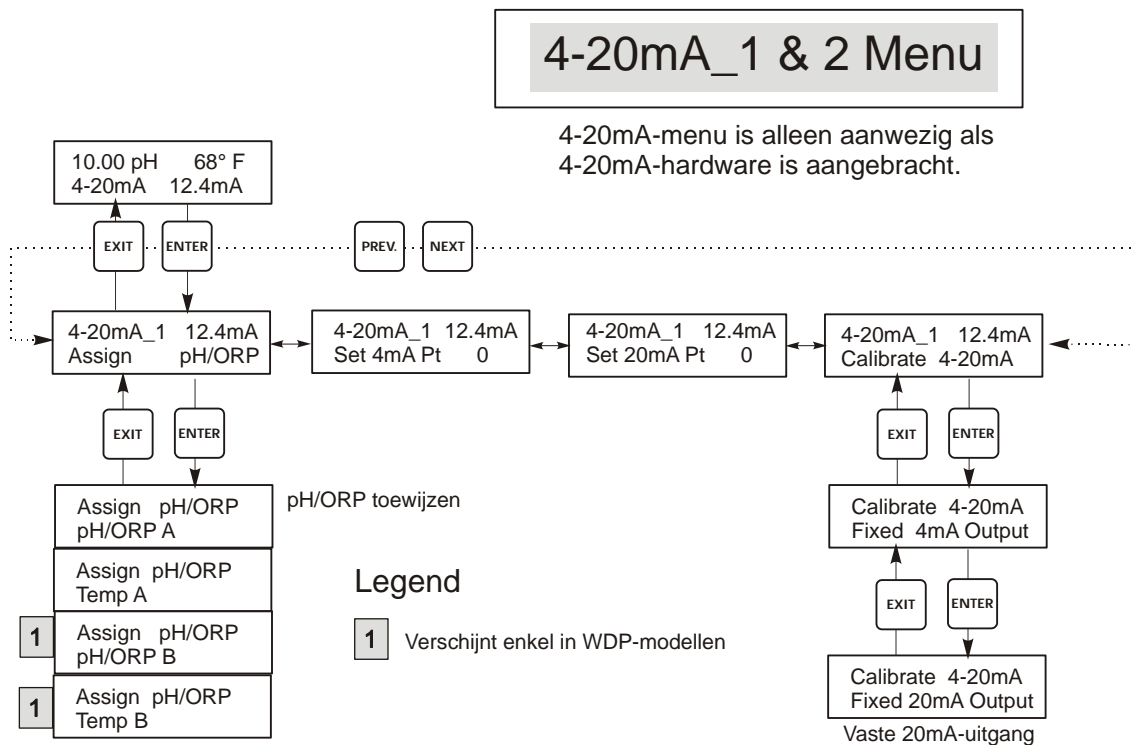 4-20mA_1 & 2 Menu
4-20mA-menu is alleen aanwezig als
4-20mA-hardware is aangebracht.
10.00 pH 68° F
4-20mA 12.4mA
EXIT ENTER PREV. NEXT
4-20mA_1 12.4mA
Assign pH/ORP
4-20mA_1 12.4mA
Set 4mA Pt 0
4-20mA_1 12.4mA
Set 20mA Pt 0
4-20mA_1 12.4mA
Calibrate 4-20mA
EXIT ENTER
EXIT ENTER
Assign pH/ORP
pH/ORP A
pH/ORP toewijzen
Assign pH/ORP
Temp A
1
Assign pH/ORP
pH/ORP B
1
Assign pH/ORP
Temp B
Legend
1 Verschijnt enkel in WDP-modellen
Calibrate 4-20mA
Fixed 4mA Output
EXIT ENTER
Calibrate 4-20mA
Fixed 20mA Output
Vaste 20mA-uitgang